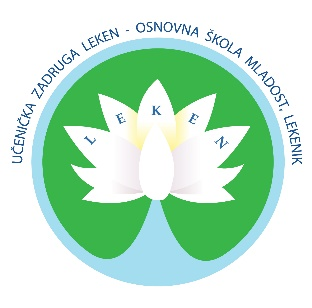 UČENIČKA ZADRUGA LEKEN - OSNOVNA ŠKOLA MLADOST, LEKENIK
LEKEN